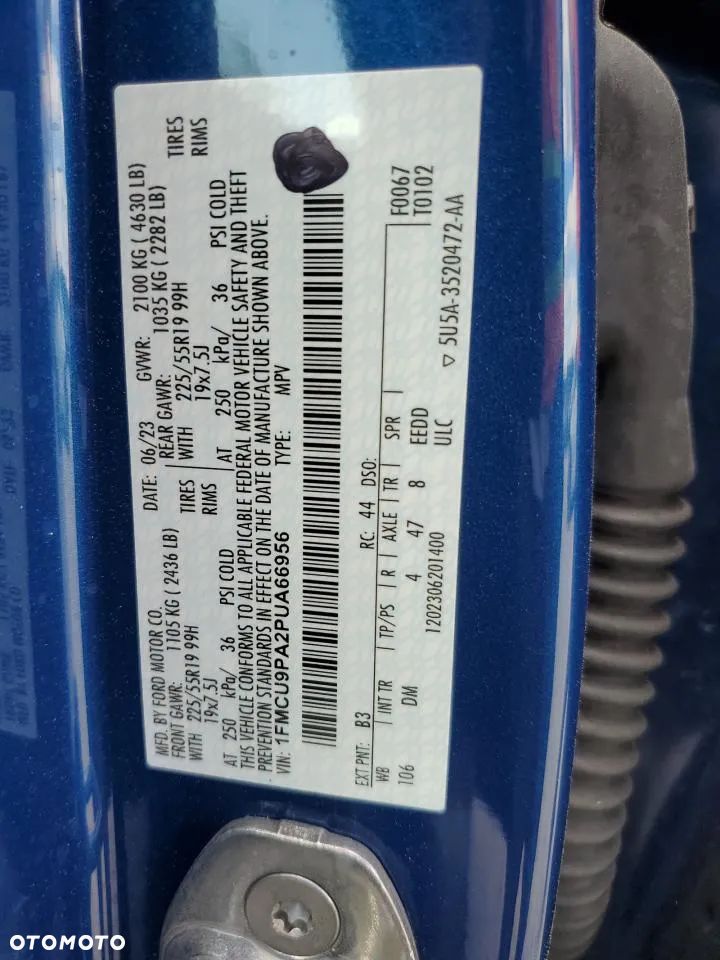 MFD. BY FORD MOTOR CO.
DATE: 06/23
GVWR: 2100 KG ( 4630 LB)
FRONT GAWR: 1105 KG ( 2436 LB)
REAR GAWR: 1035 KG ( 2282 LB)
WITH 225/55R19 99H TIRES
WITH 225/55R19 99H TIRES
19x7.5J RIMS
19x7.5J RIMS
AT 250 kPa/ 36 PSI COLD
AT 250 kPa/ 36 PSI COLD
THIS VEHICLE CONFORMS TO ALL APPLICABLE FEDERAL MOTOR VEHICLE SAFETY AND THEFT
PREVENTION STANDARDS IN EFFECT ON THE DATE OF MANUFACTURE SHOWN ABOVE.
VIN: 1FMCU9PA2PUA66956
TYPE: MPV
EXT PNT: B3 RC: 44 DSO: F0067
T0102
WB INT TR TP/PS R AXLE TR SPR
106 DM 4 47 8 EEDD
ULC
1202306201400
▽ 5U5A-3520472-AA
OTOMOTO